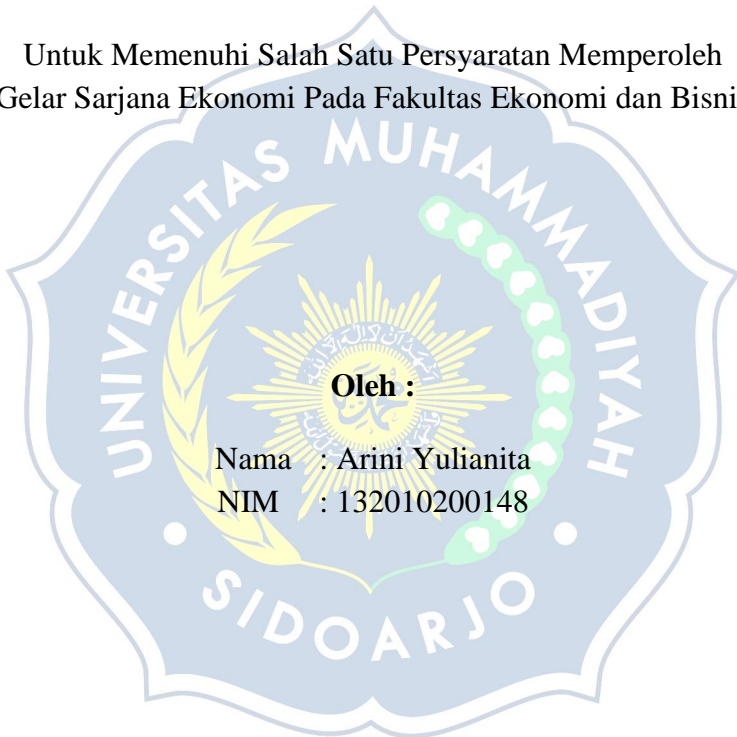 Untuk Memenuhi Salah Satu Persyaratan Memperoleh
Gelar Sarjana Ekonomi Pada Fakultas Ekonomi dan Bisni
UNIVERSITAS MUHAMMADIYAH
Oleh :
Nama : Arini Yulianita
NIM : 132010200148
SIDOARJO